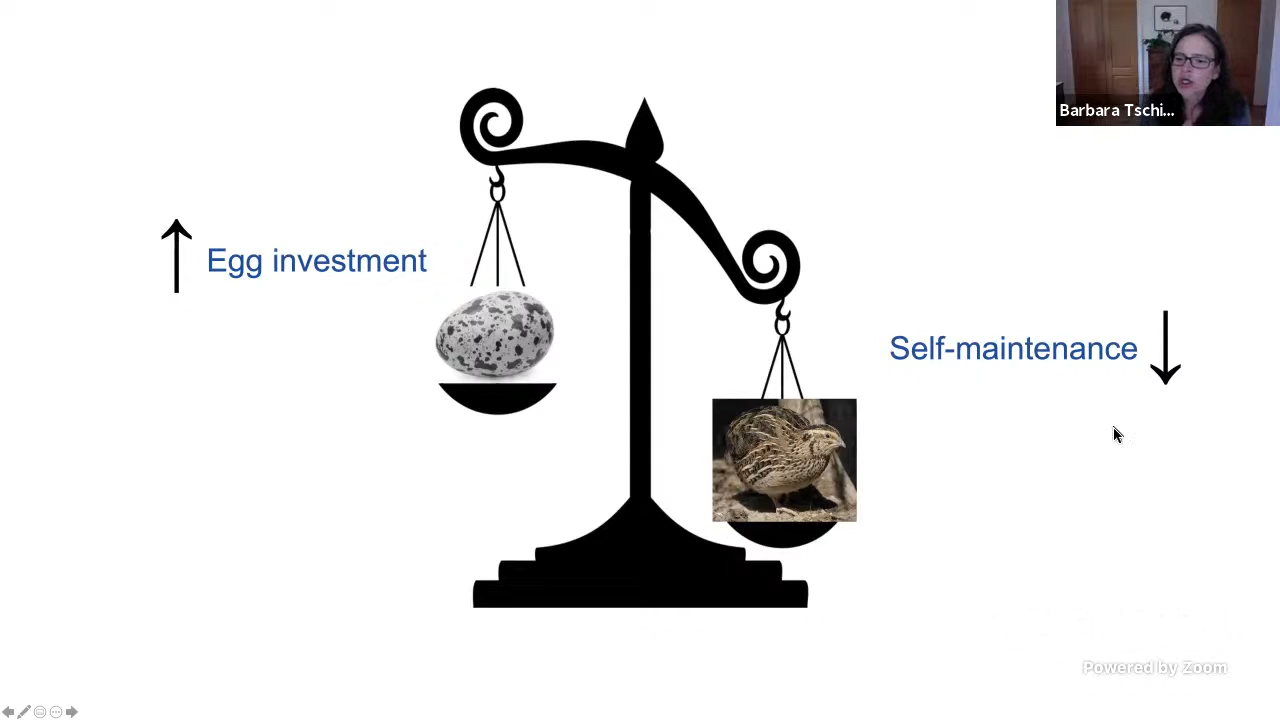 Barbara Tschi...
Egg investment
Self-maintenance
Powered by Zoom